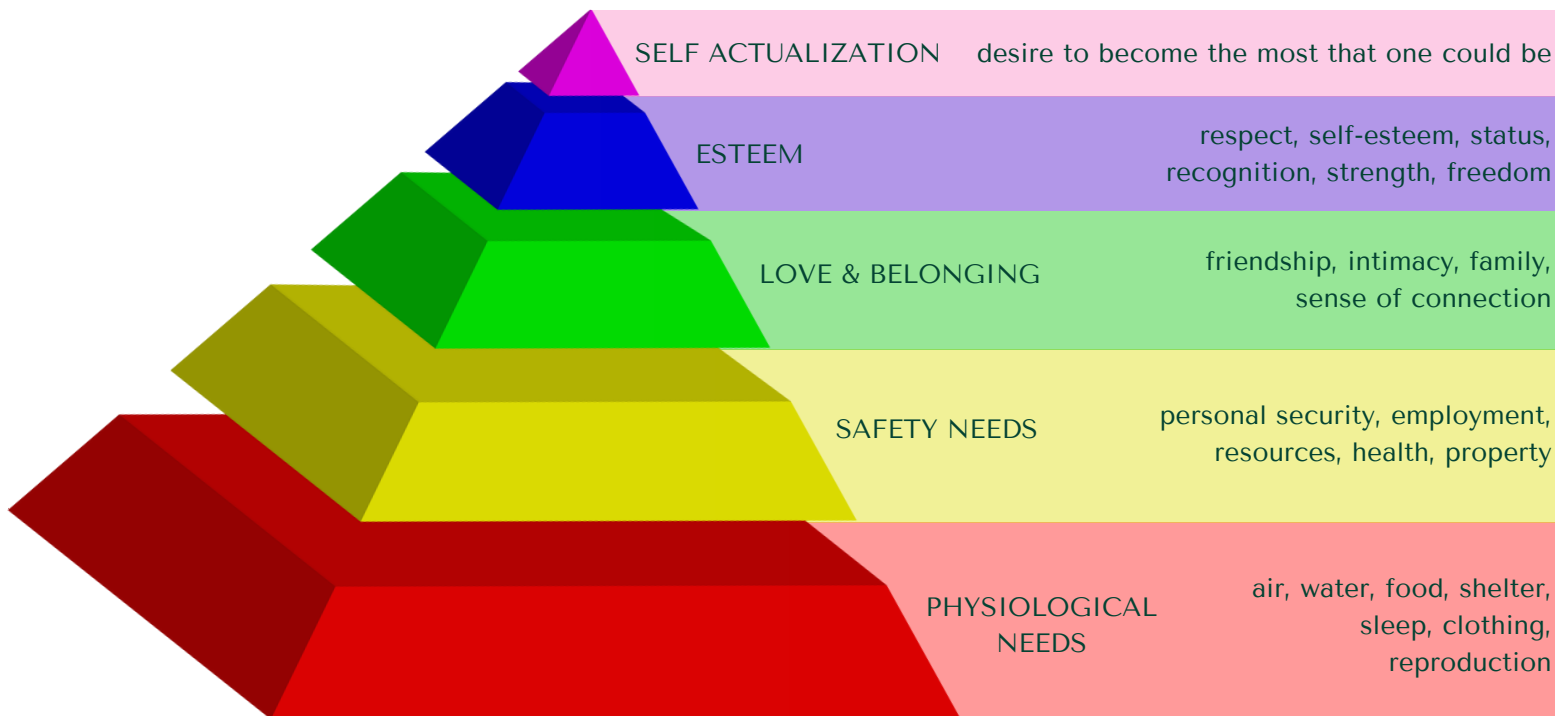 SELF ACTUALIZATION desire to become the most that one could be
ESTEEM
respect, self-esteem, status,
recognition, strength, freedom
LOVE & BELONGING
friendship, intimacy, family,
sense of connection
SAFETY NEEDS
personal security, employment,
resources, health, property
PHYSIOLOGICAL
NEEDS
air, water, food, shelter,
sleep, clothing,
reproduction